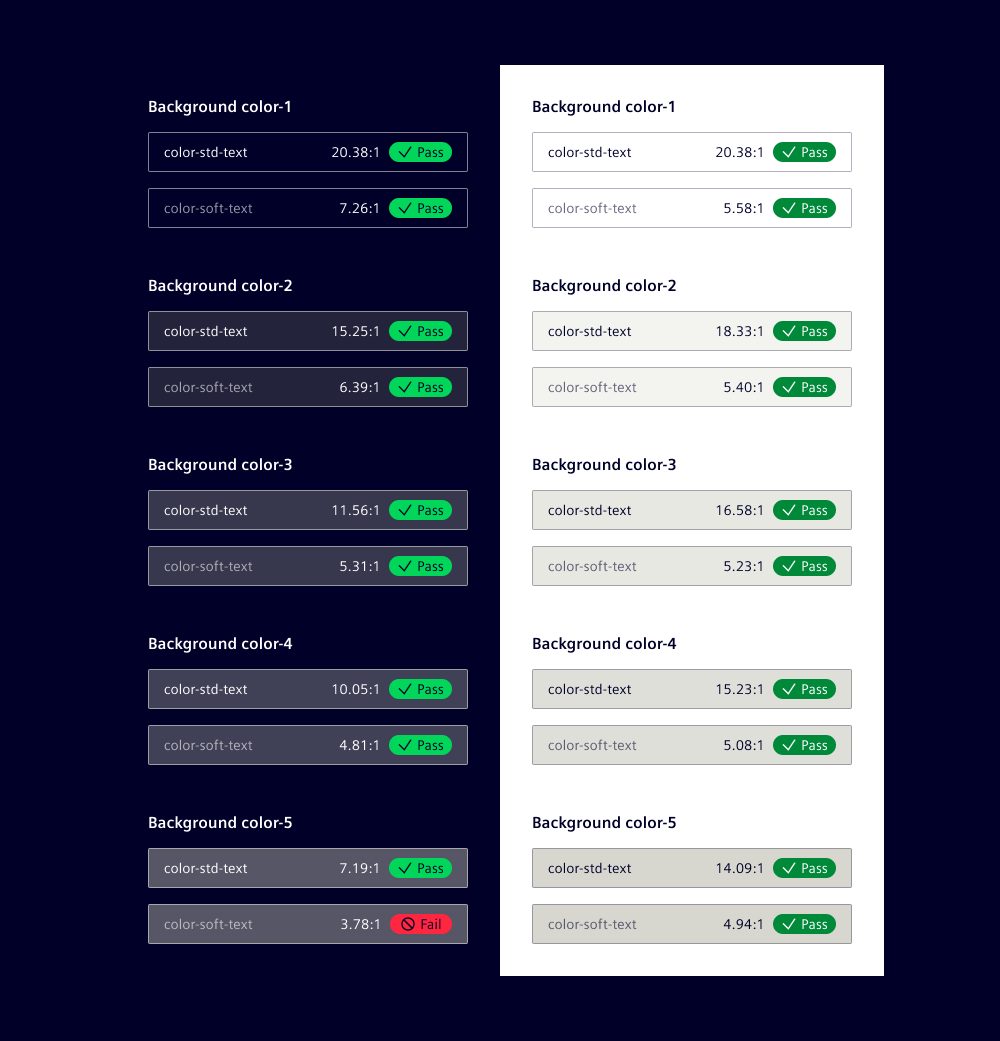 Background color-1
color-std-text 20.38:1 Pass
color-soft-text 7.26:1 Pass
Background color-2
color-std-text 15.25:1 Pass
color-soft-text 6.39:1 Pass
Background color-3
color-std-text 11.56:1 Pass
color-soft-text 5.31:1 Pass
Background color-4
color-std-text 10.05:1 Pass
color-soft-text 4.81:1 Pass
Background color-5
color-std-text 7.19:1 Pass
color-soft-text 3.78:1 Fail
Background color-1
color-std-text 20.38:1 Pass
color-soft-text 5.58:1 Pass
Background color-2
color-std-text 18.33:1 Pass
color-soft-text 5.40:1 Pass
Background color-3
color-std-text 16.58:1 Pass
color-soft-text 5.23:1 Pass
Background color-4
color-std-text 15.23:1 Pass
color-soft-text 5.08:1 Pass
Background color-5
color-std-text 14.09:1 Pass
color-soft-text 4.94:1 Pass